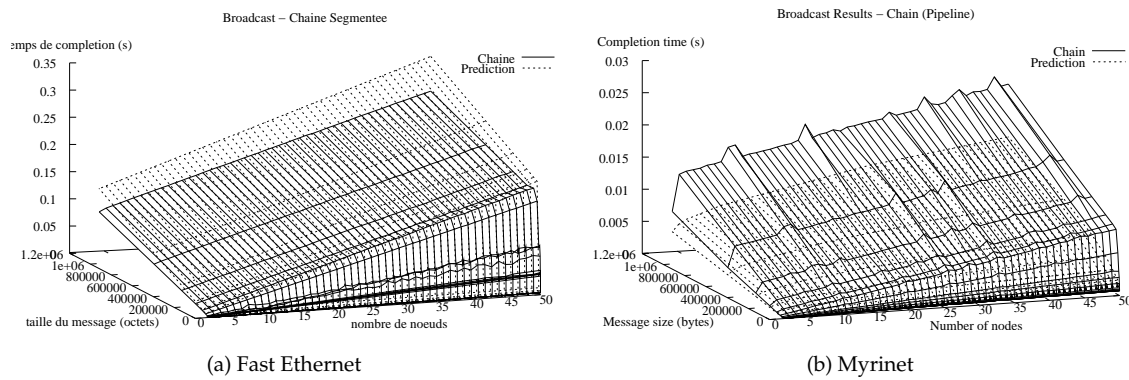 Broadcast – Chaine Segmentee
emps de completion (s)
Chaine
Prediction
0.35
0.3
0.25
0.2
0.15
0.1
0.05
1.2e+06
1e+06
800000
600000
400000
200000
0
taille du message (octets)
0
5
10
15
20
25
30
35
40
45
50
nombre de noeuds
(a) Fast Ethernet
Broadcast Results – Chain (Pipeline)
Completion time (s)
Chain
Prediction
0.03
0.025
0.02
0.015
0.01
0.005
0
1.2e+06
1e+06
800000
600000
400000
200000
0
Message size (bytes)
0
5
10
15
20
25
30
35
40
45
50
Number of nodes
(b) Myrinet